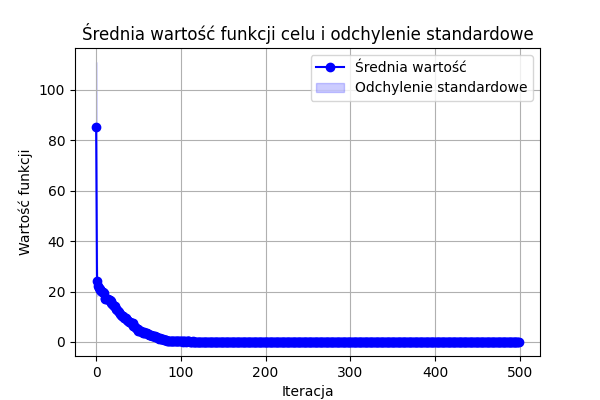 Średnia wartość funkcji celu i odchylenie standardowe
Średnia wartość
Odchylenie standardowe
Wartość funkcji
100
80
60
40
20
0
0 100 200 300 400 500
Iteracja